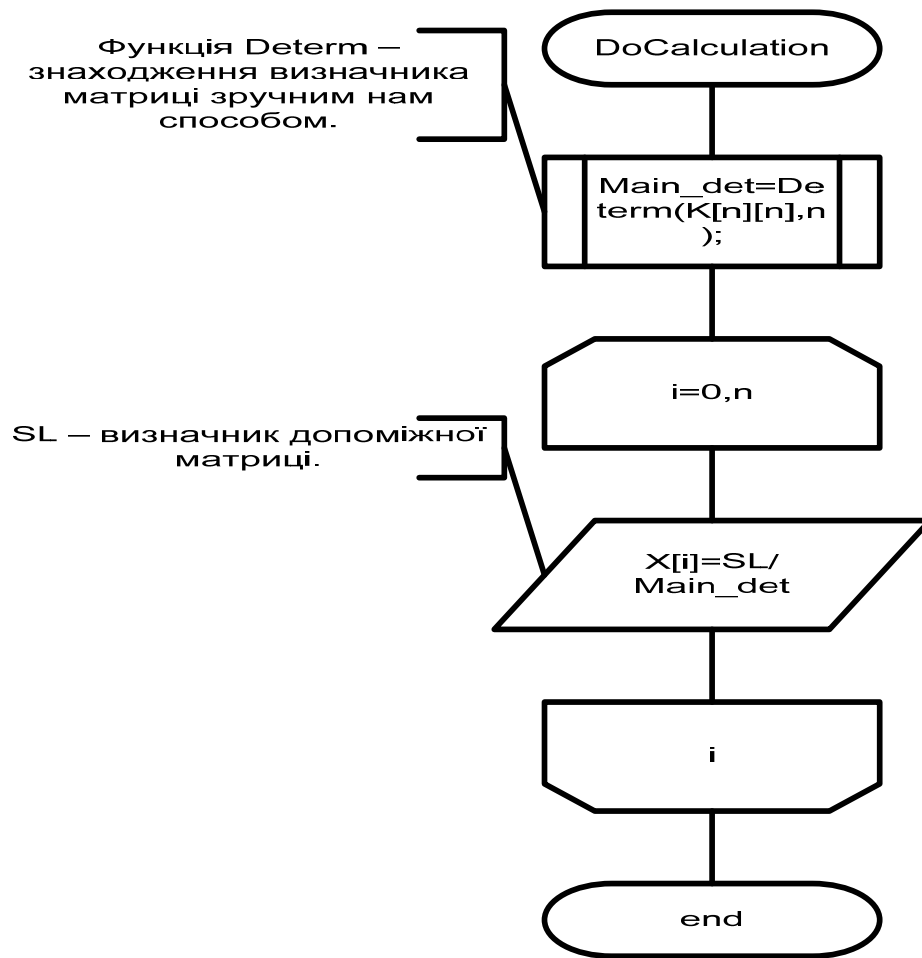 Функція Determ –
знаходження визначника
матриці зручним нам
способом.
DoCalculation
Main_det=De
term(K[n][n],n
);
i=0,n
SL – визначник допоміжної
матриці.
X[i]=SL/
Main_det
i
end